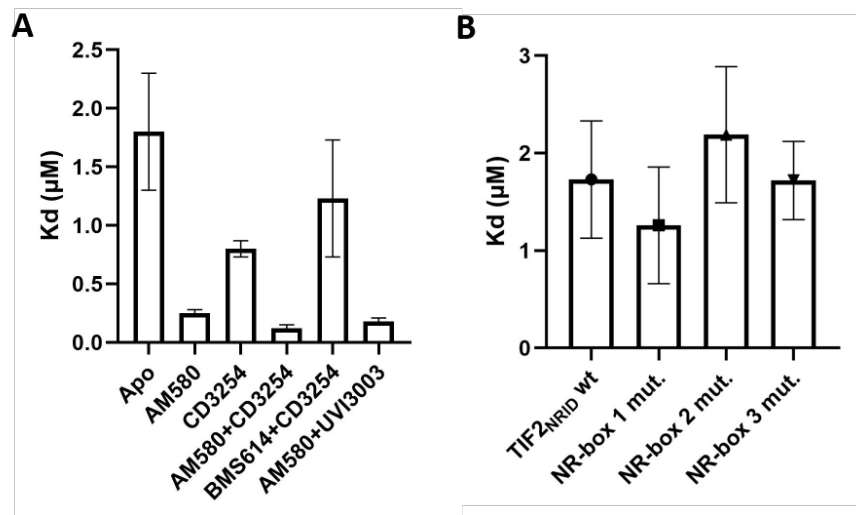 A
Kd (µM)
2.5
2.0
1.5
1.0
0.5
0.0
Apo
AM580
CD3254
AM580+CD3254
BMS614+CD3254
AM580+UVI3003
B
Kd (µM)
3
2
1
0
TIF2NRID wt
NR-box 1 mut.
NR-box 2 mut.
NR-box 3 mut.